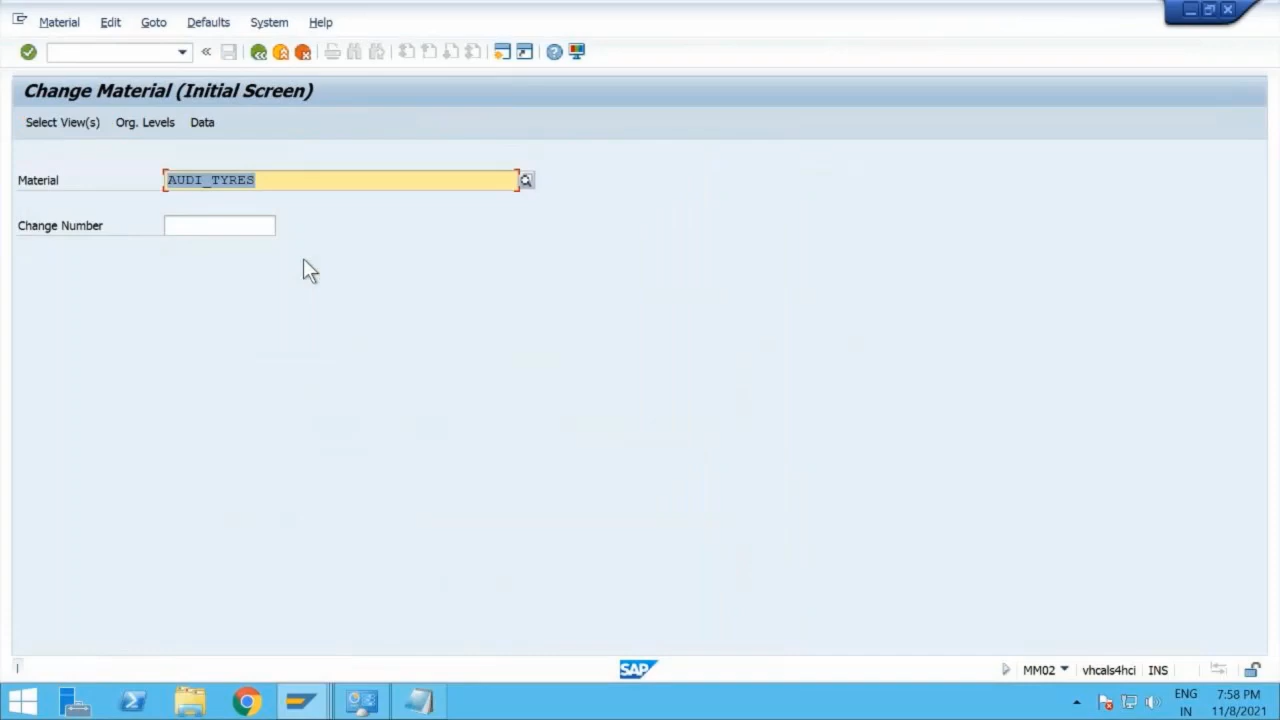 Material Edit Goto Defaults System Help
Change Material (Initial Screen)
Select View(s) Org. Levels Data
Material AUDI_TYRES
Change Number
SAP MM02 vhcals4hci INS
ENG 7:58 PM
IN 11/8/2021